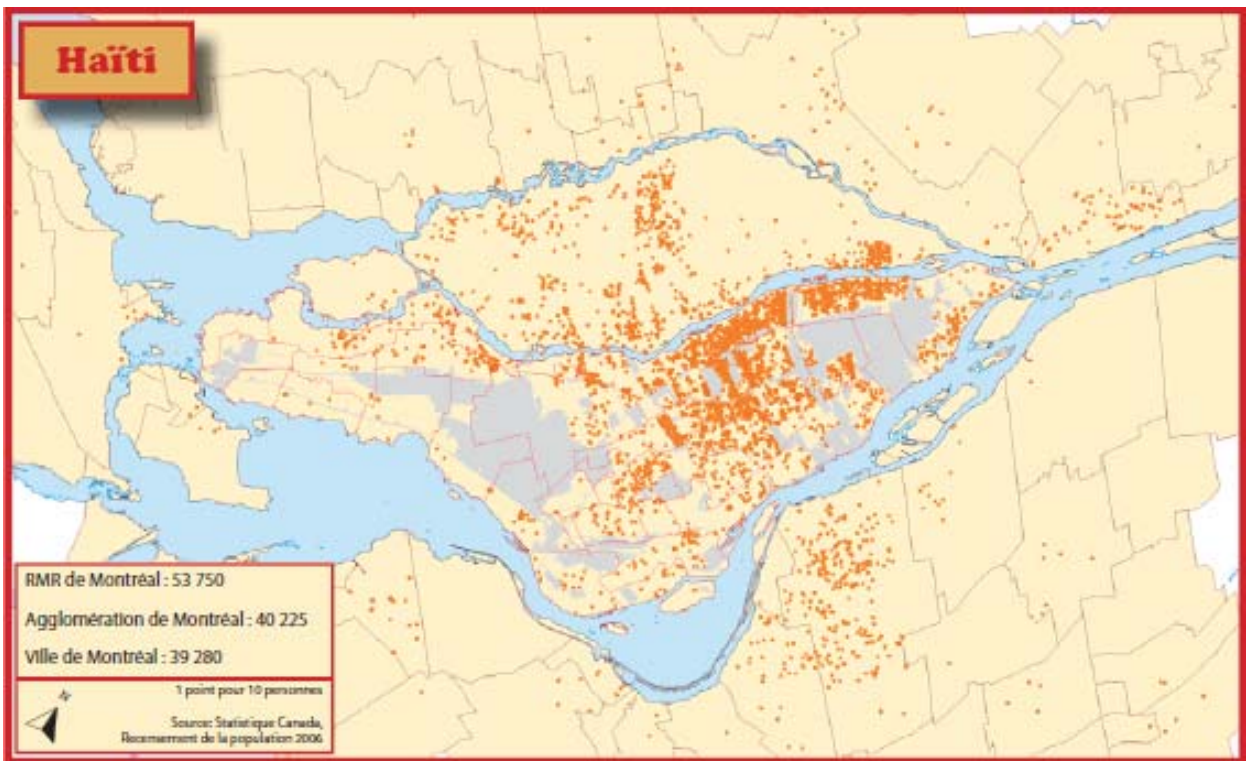 Haïti
RMR de Montréal : 53 750
Agglomération de Montréal : 40 225
Ville de Montréal : 39 280
1 point pour 10 personnes
Source: Statistique Canada,
Recensement de la population 2006